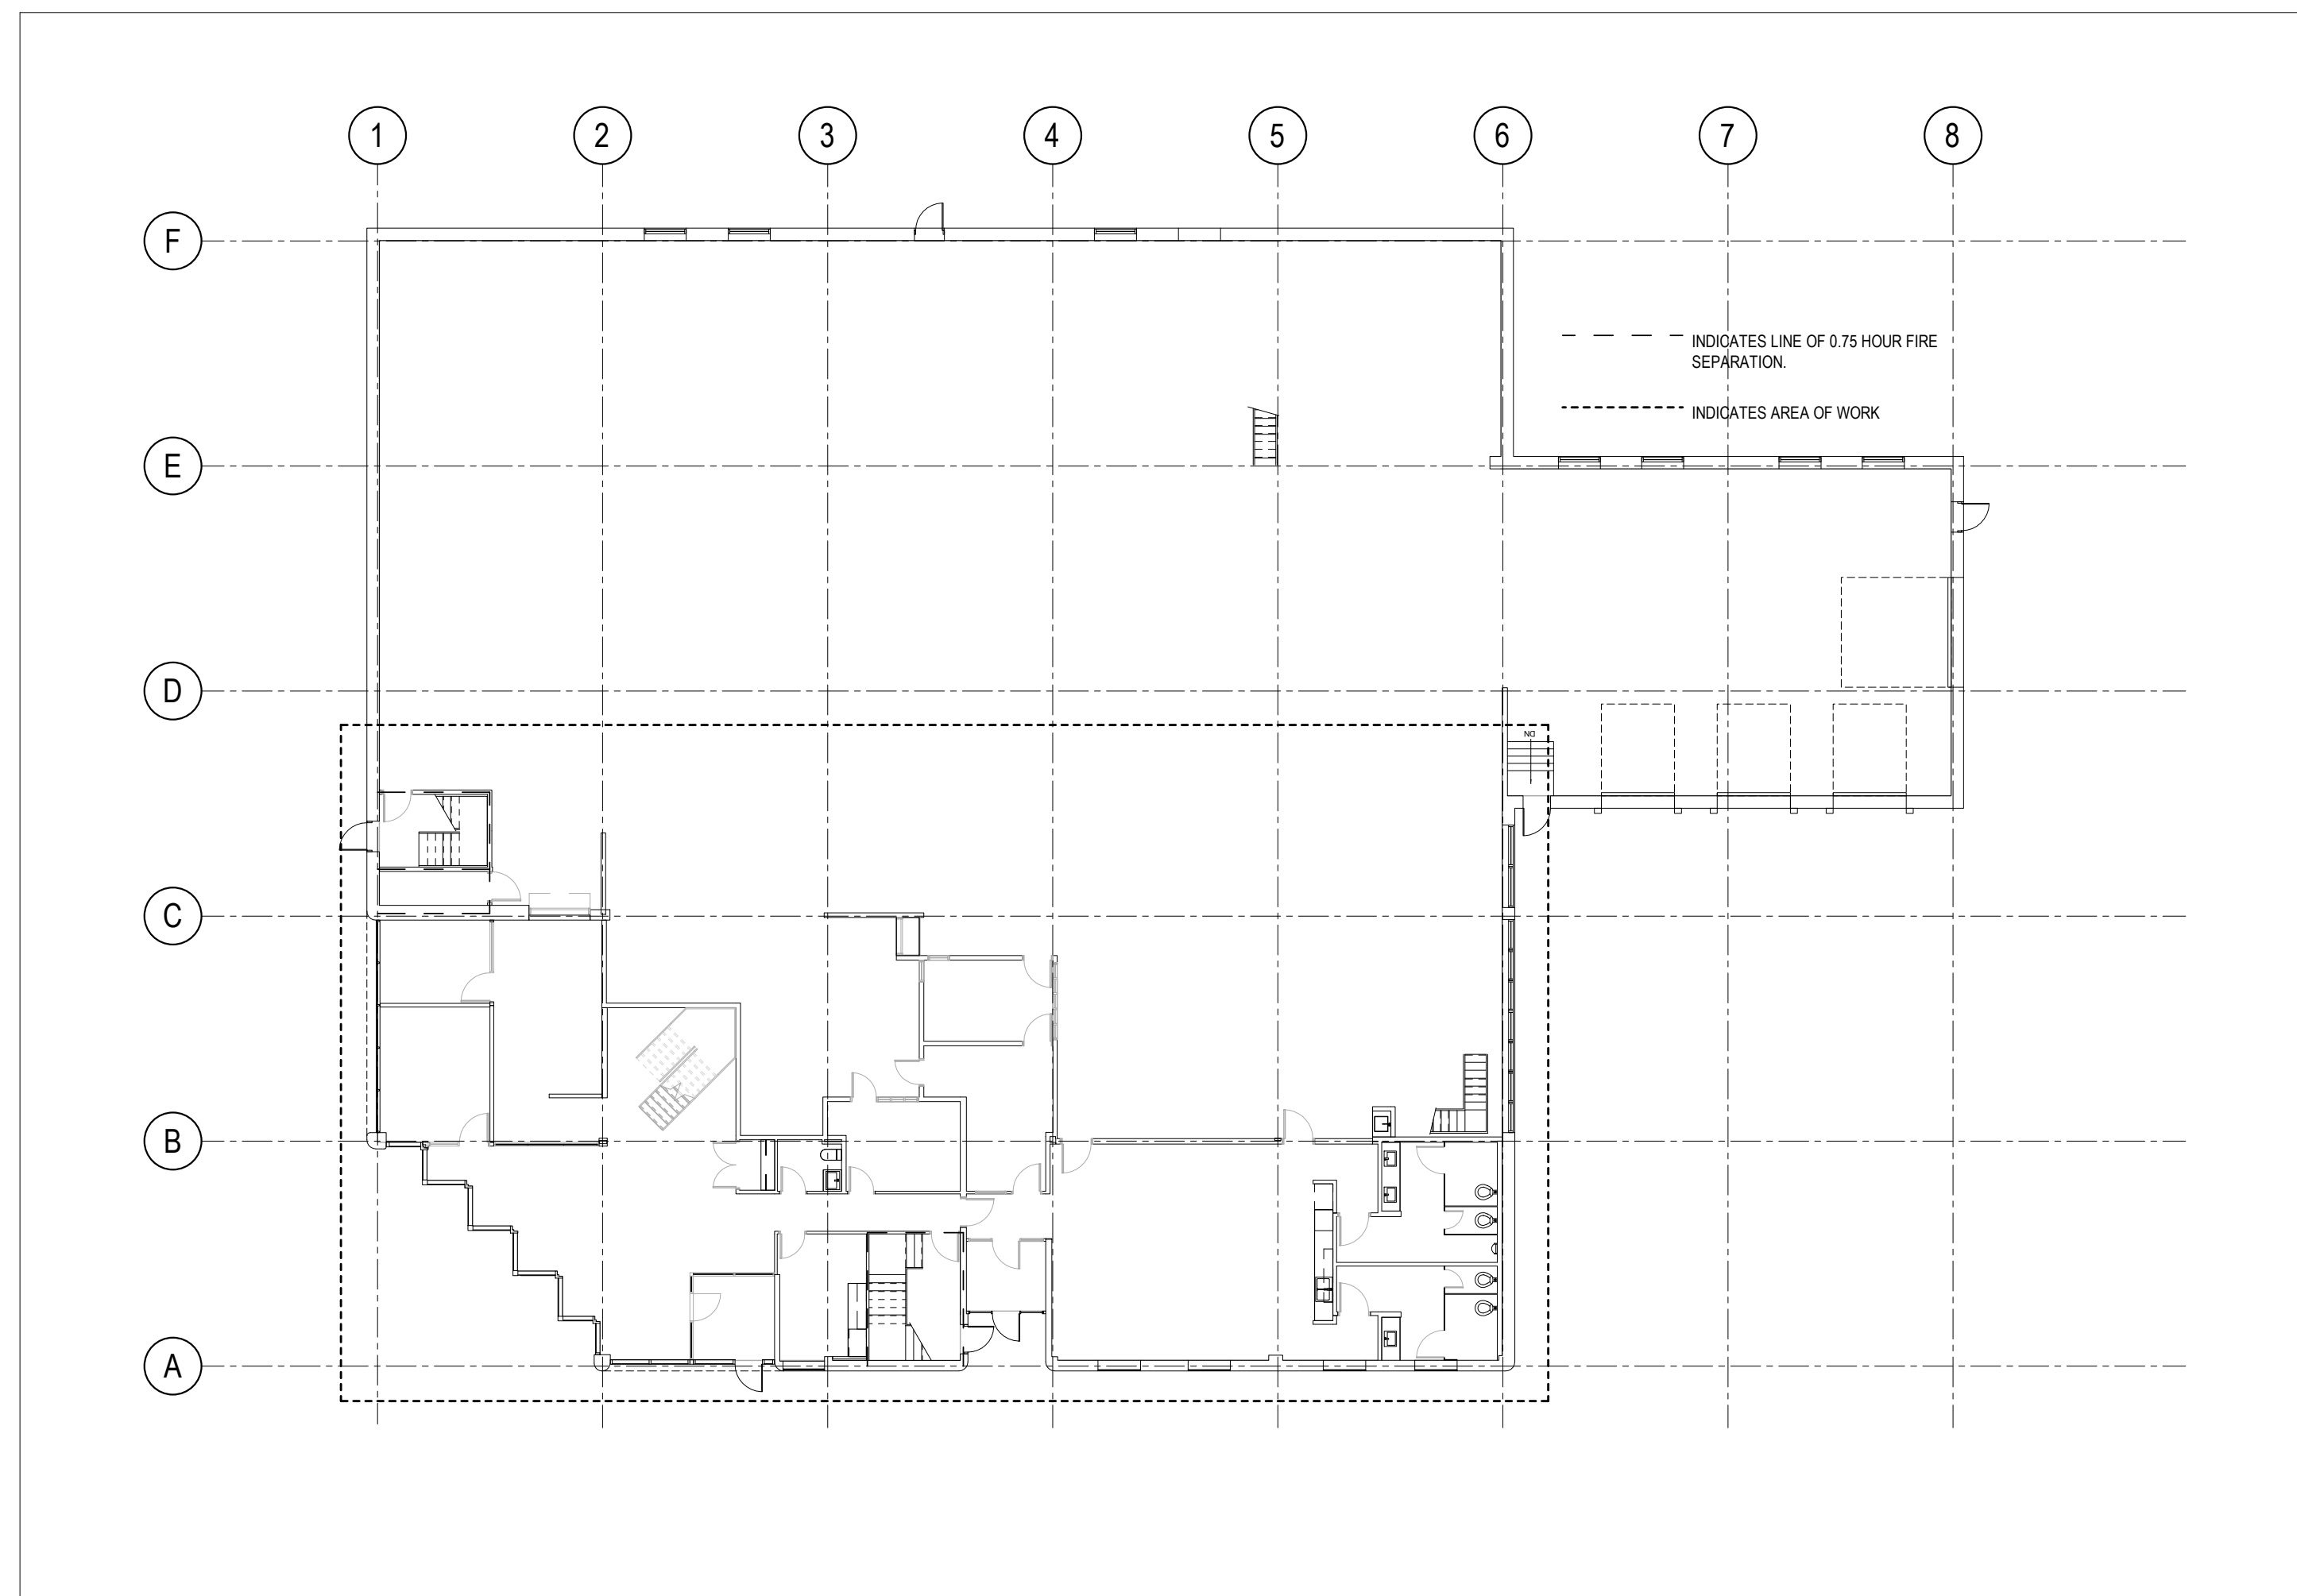 1 2 3 4 5 6 7 8
F
INDICATES LINE OF 0.75 HOUR FIRE
SEPARATION.
INDICATES AREA OF WORK
E
D
DN
C
B
A